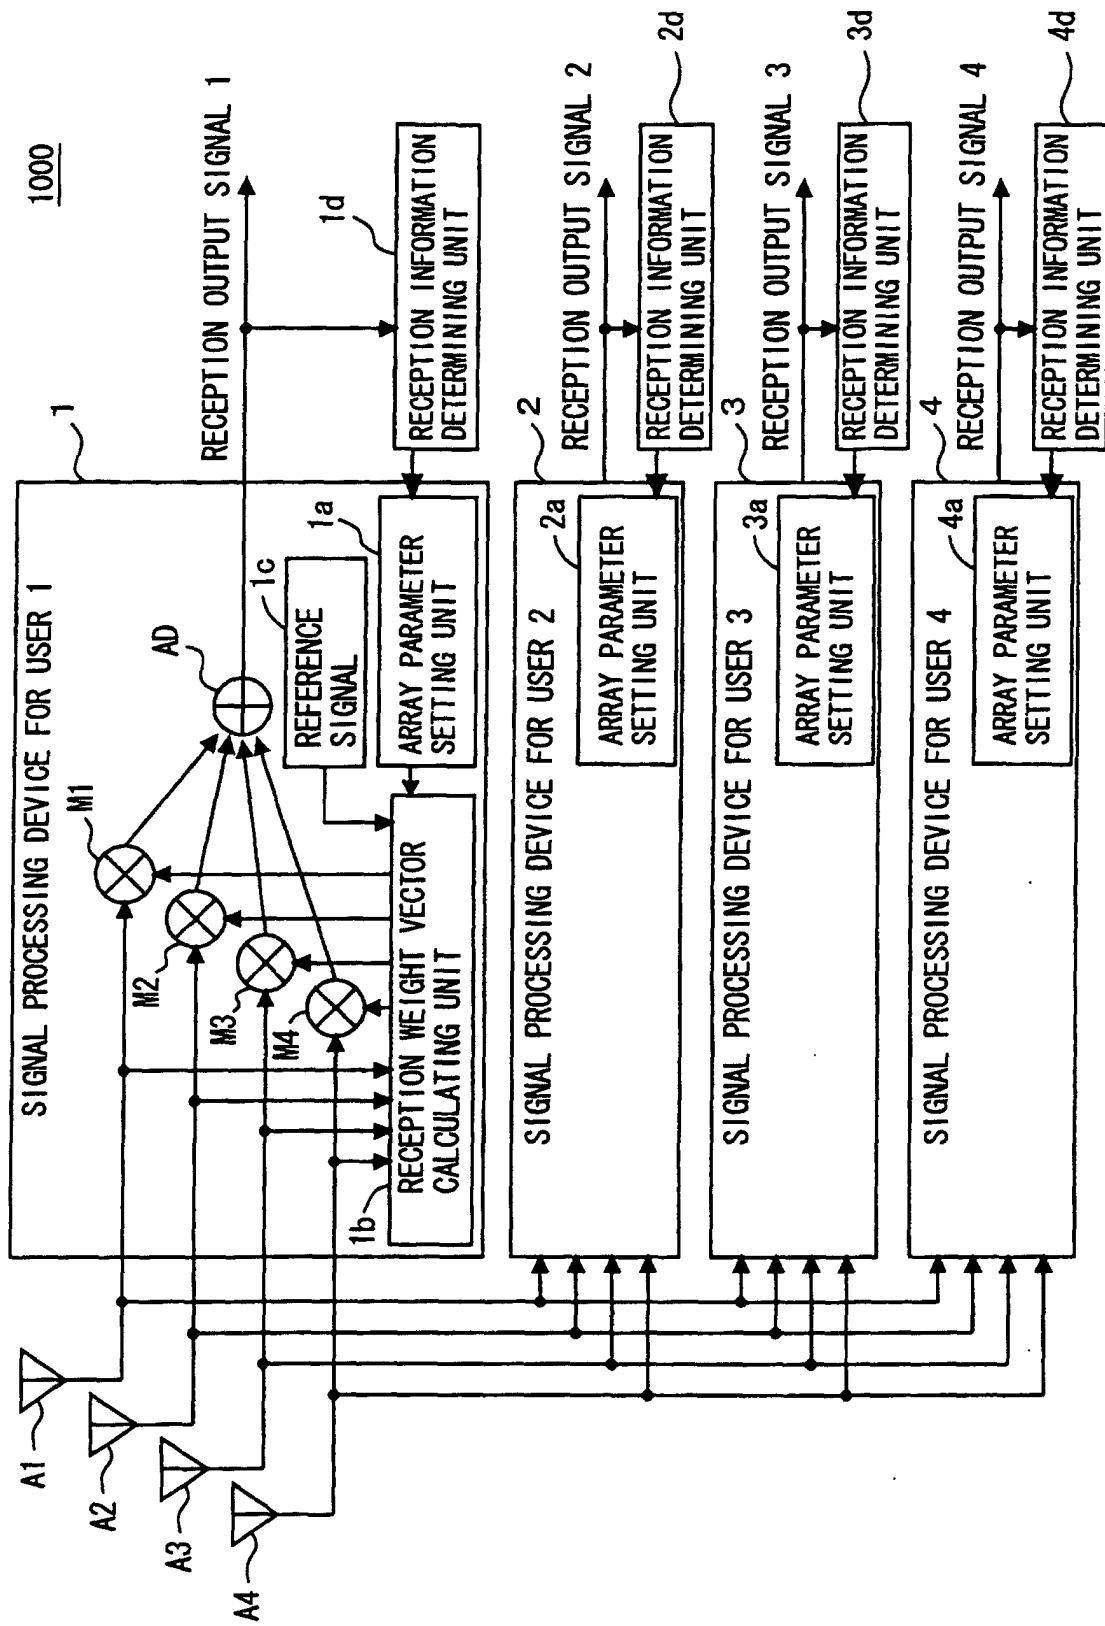 1000
SIGNAL PROCESSING DEVICE FOR USER 1
1
RECEPTION OUTPUT SIGNAL 1
A1
A2
A3
A4
M1
M2
M3
M4
AD
1c
REFERENCE
SIGNAL
1a
ARRAY PARAMETER
SETTING UNIT
1b
RECEPTION WEIGHT VECTOR
CALCULATING UNIT
1d
RECEPTION INFORMATION
DETERMINING UNIT
SIGNAL PROCESSING DEVICE FOR USER 2
2
2a
ARRAY PARAMETER
SETTING UNIT
RECEPTION OUTPUT SIGNAL 2
2d
RECEPTION INFORMATION
DETERMINING UNIT
SIGNAL PROCESSING DEVICE FOR USER 3
3
3a
ARRAY PARAMETER
SETTING UNIT
RECEPTION OUTPUT SIGNAL 3
3d
RECEPTION INFORMATION
DETERMINING UNIT
SIGNAL PROCESSING DEVICE FOR USER 4
4
4a
ARRAY PARAMETER
SETTING UNIT
RECEPTION OUTPUT SIGNAL 4
4d
RECEPTION INFORMATION
DETERMINING UNIT